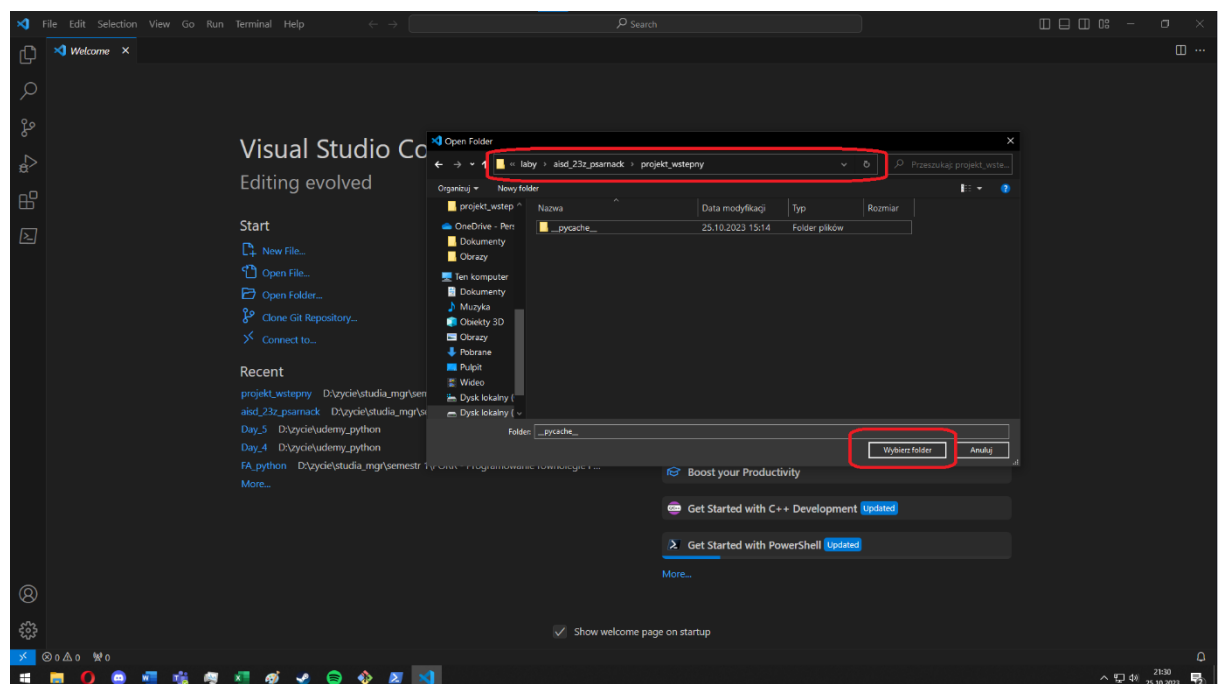 File Edit Selection View Go Run Terminal Help
Search
Welcome
Visual Studio Co
Editing evolved
Start
New File...
Open File...
Open Folder...
Clone Git Repository...
Connect to...
Recent
projekt_wstepny D:\zycie\studia_mgr\sem
aisd_23z_psarnack D:\zycie\studia_mgr\s
Day_5 D:\zycie\udemy_python
Day_4 D:\zycie\udemy_python
FA_python D:\zycie\studia_mgr\semestr
More...
Open Folder
« laby › aisd_23z_psarnack › projekt_wstepny
Przeszukaj: projekt_wste...
Organizuj Nowy folder
projekt_wstep
OneDrive - Pers
Dokumenty
Obrazy
Ten komputer
Dokumenty
Muzyka
Obiekty 3D
Obrazy
Pobrane
Pulpit
Wideo
Dysk lokalny (
Dysk lokalny (
Nazwa Data modyfikacji Typ Rozmiar
__pycache__ 25.10.2023 15:14 Folder plików
Folder: __pycache__
Wybierz folder Anuluj
Boost your Productivity
Get Started with C++ Development Updated
Get Started with PowerShell Updated
More...
Show welcome page on startup
0 0 0
21:30
25.10.2023